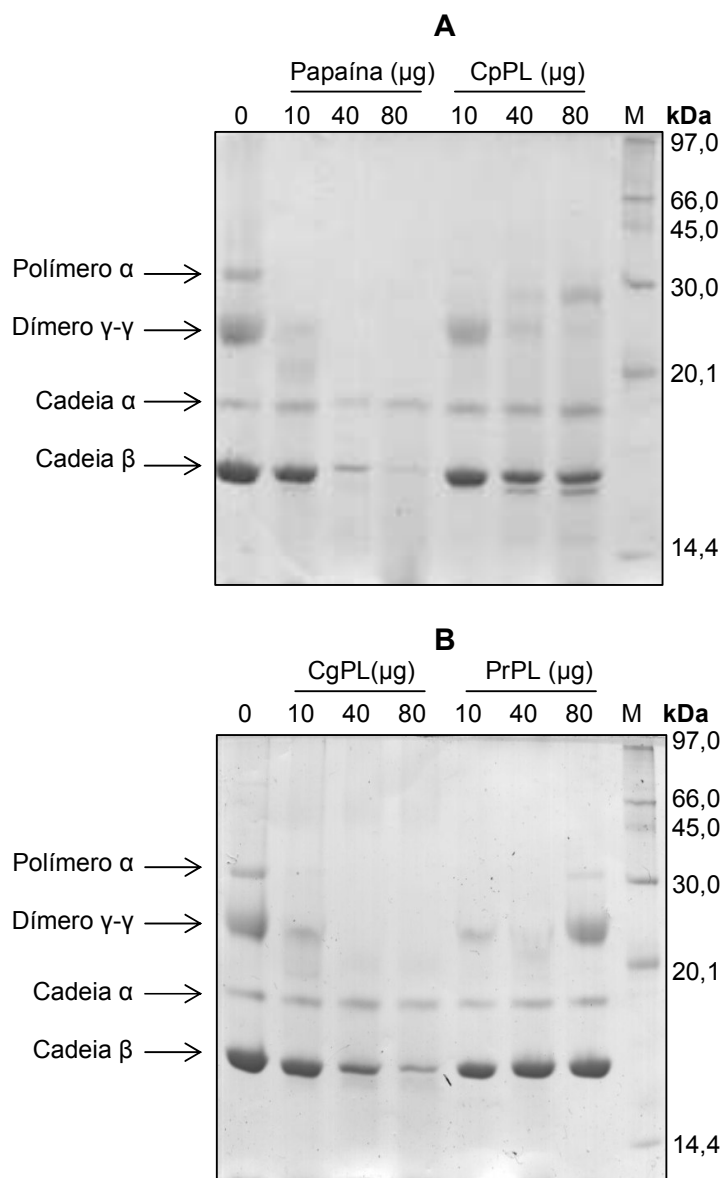 A
Papaína (µg) CpPL (µg)
0 10 40 80 10 40 80 M kDa
97,0
66,0
45,0
Polímero α
30,0
Dímero γ-γ
20,1
Cadeia α
Cadeia β
14,4
B
CgPL(µg) PrPL (µg)
0 10 40 80 10 40 80 M kDa
97,0
66,0
45,0
Polímero α
30,0
Dímero γ-γ
20,1
Cadeia α
Cadeia β
14,4